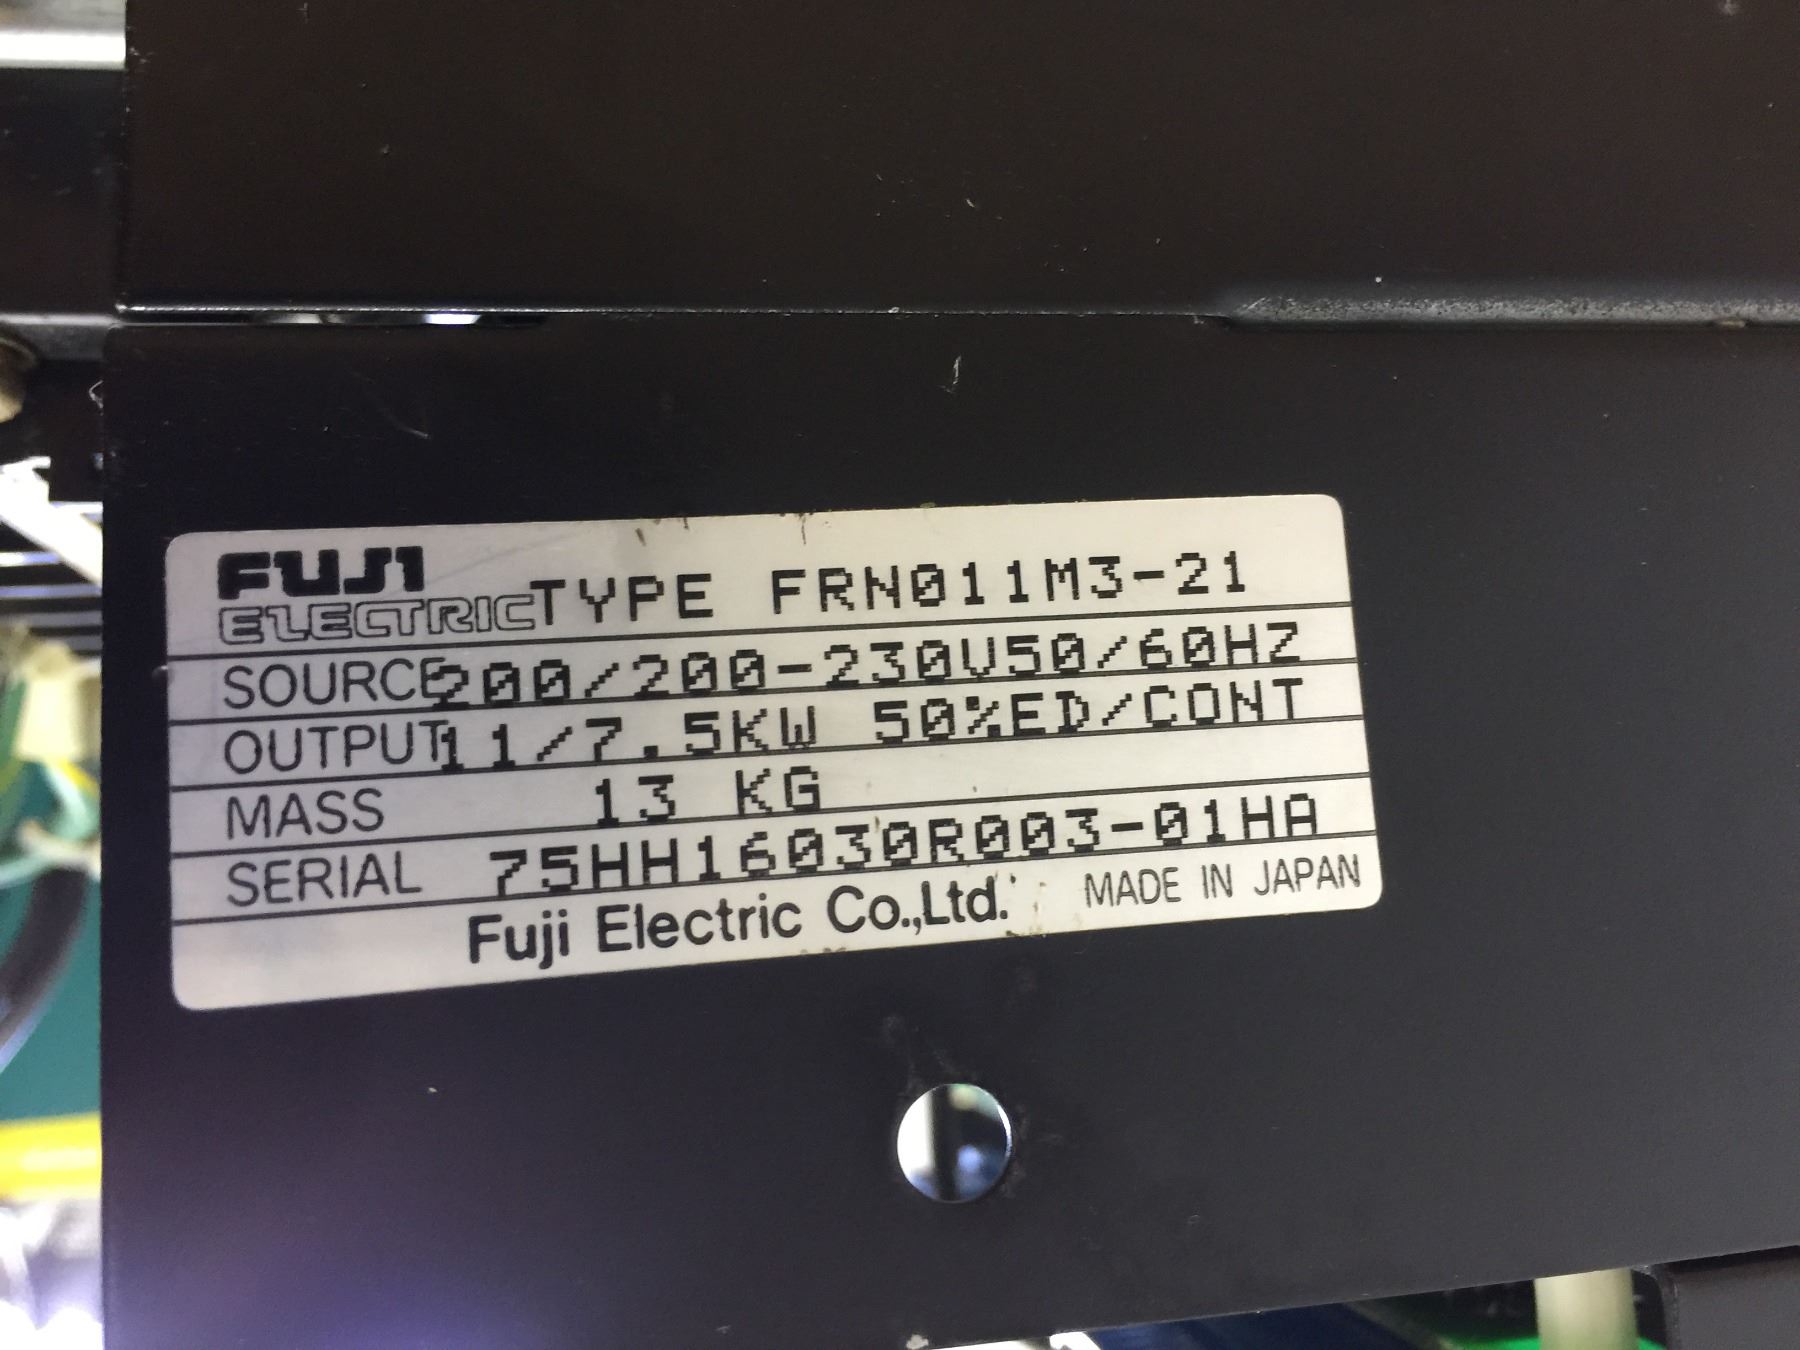 FUJI
ELECTRIC TYPE FRN011M3-21
SOURCE 200/200-230V50/60HZ
OUTPUT 11/7.5KW 50%ED/CONT
MASS 13 KG
SERIAL 75HH16030R003-01HA
Fuji Electric Co.,Ltd. MADE IN JAPAN